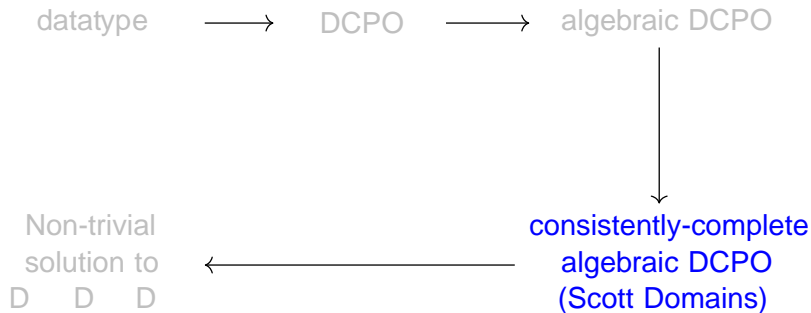 datatype
DCPO
algebraic DCPO
Non-trivial
solution to
D D D
consistently-complete
algebraic DCPO
(Scott Domains)